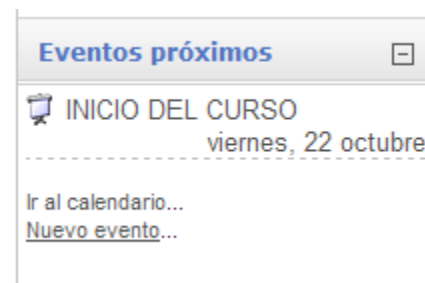 Eventos próximos
INICIO DEL CURSO
viernes, 22 octubre
Ir al calendario...
Nuevo evento...